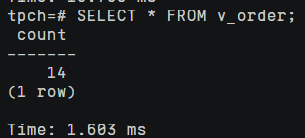 tpch=# SELECT * FROM v_order;
 count
-------
    14
(1 row)
Time: 1.603 ms